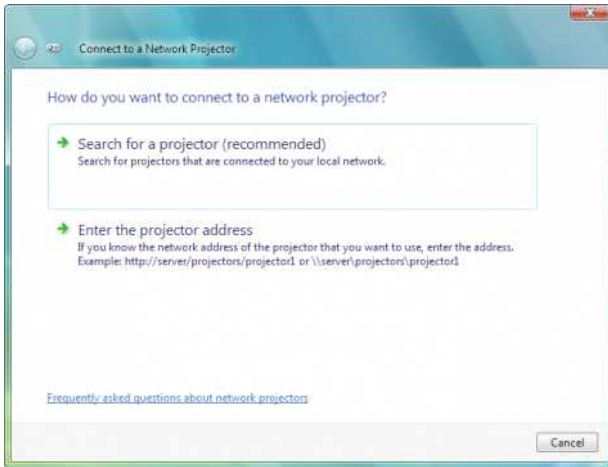 Connect to a Network Projector
How do you want to connect to a network projector?
Search for a projector (recommended)
Search for projectors that are connected to your local network.
Enter the projector address
If you know the network address of the projector that you want to use, enter the address.
Example: http://server/projectors/projector1 or \\server\projectors\projector1
Frequently asked questions about network projectors
Cancel